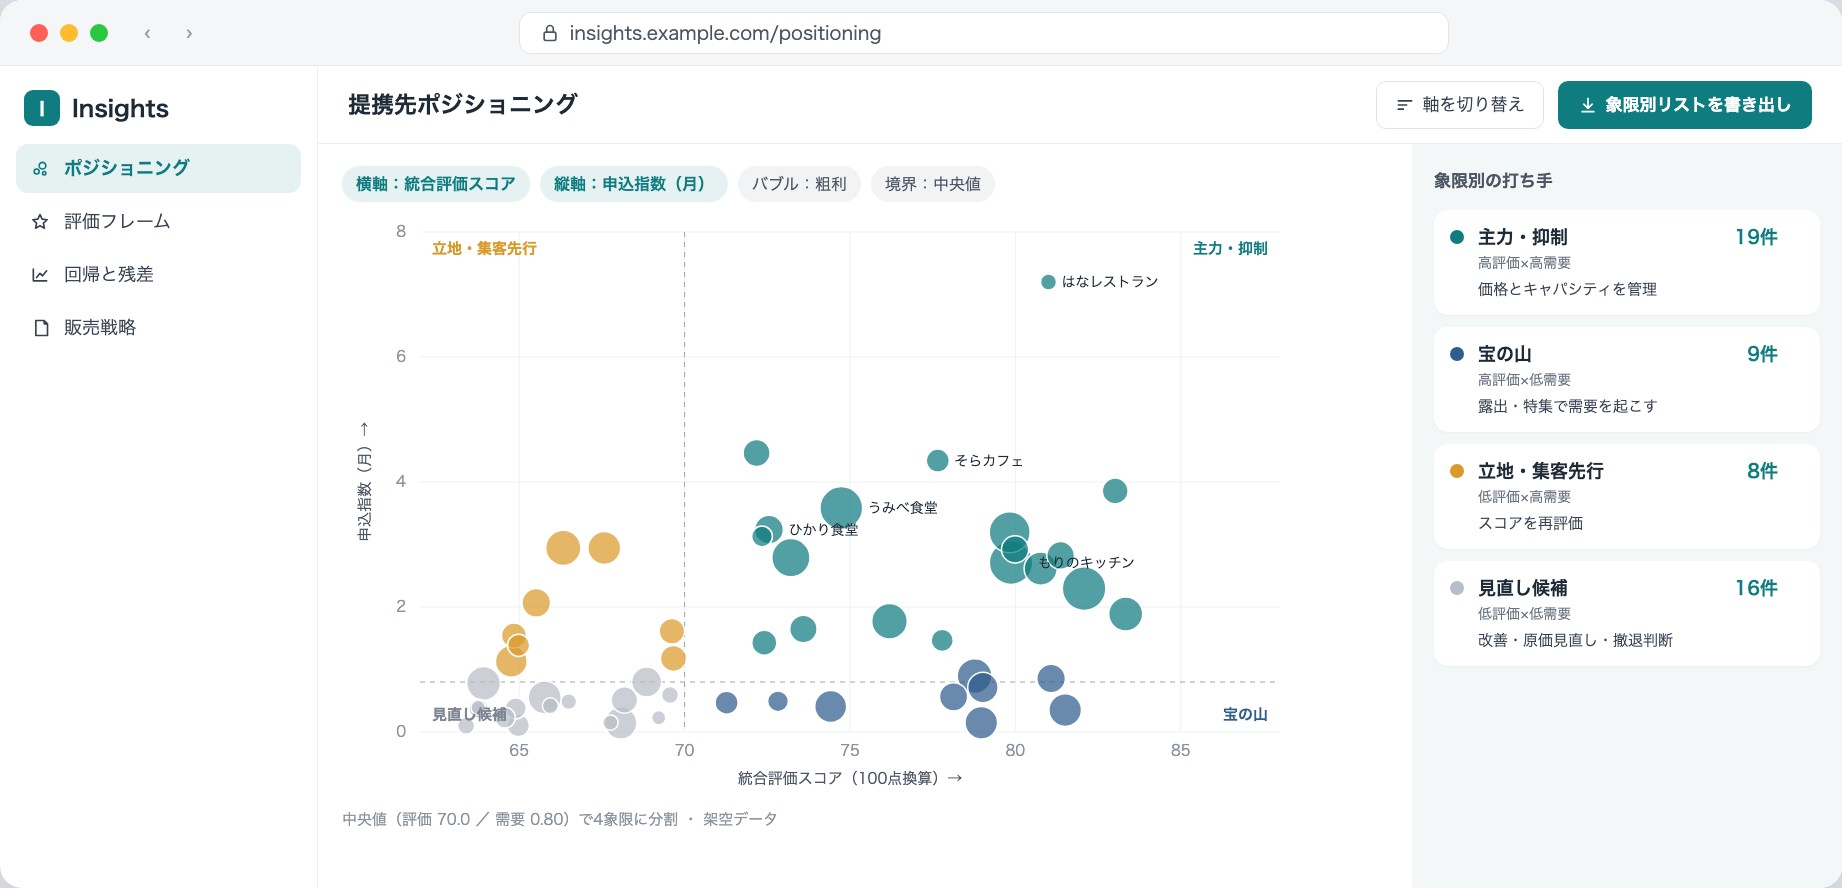 insights.example.com/positioning
I Insights
ポジショニング
評価フレーム
回帰と残差
販売戦略
提携先ポジショニング
軸を切り替え
象限別リストを書き出し
横軸：統合評価スコア
縦軸：申込指数（月）
バブル：粗利
境界：中央値
立地・集客先行
主力・抑制
はなレストラン
そらカフェ
うみべ食堂
ひかり食堂
もりのキッチン
見直し候補
宝の山
8
6
4
2
0
申込指数（月）→
65 70 75 80 85
統合評価スコア（100点換算）→
中央値（評価 70.0 ／ 需要 0.80）で4象限に分割 ・ 架空データ
象限別の打ち手
主力・抑制 19件
高評価×高需要
価格とキャパシティを管理
宝の山 9件
高評価×低需要
露出・特集で需要を起こす
立地・集客先行 8件
低評価×高需要
スコアを再評価
見直し候補 16件
低評価×低需要
改善・原価見直し・撤退判断